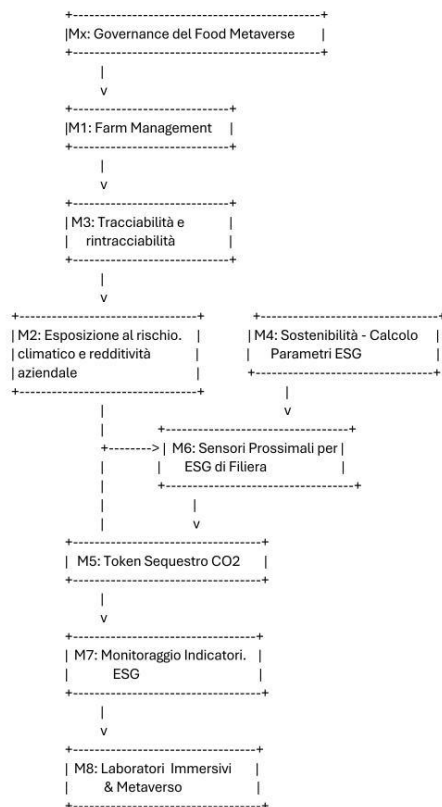 Mx: Governance del Food Metaverse
M1: Farm Management
M3: Tracciabilità e
rintracciabilità
M2: Esposizione al rischio.
climatico e redditività
aziendale
M4: Sostenibilità - Calcolo
Parametri ESG
M6: Sensori Prossimali per
ESG di Filiera
M5: Token Sequestro CO2
M7: Monitoraggio Indicatori.
ESG
M8: Laboratori Immersivi
& Metaverso